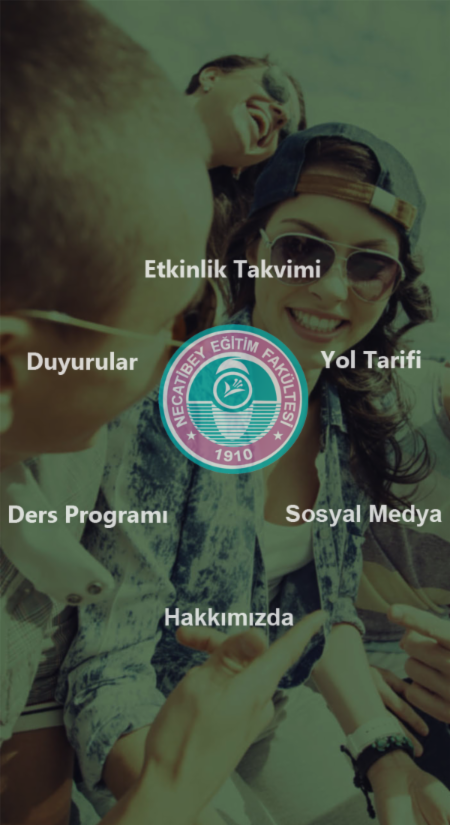 Etkinlik Takvimi
Duyurular
Yol Tarifi
NECATİBEY EĞİTİM FAKÜLTESİ
1910
Ders Programı
Sosyal Medya
Hakkımızda